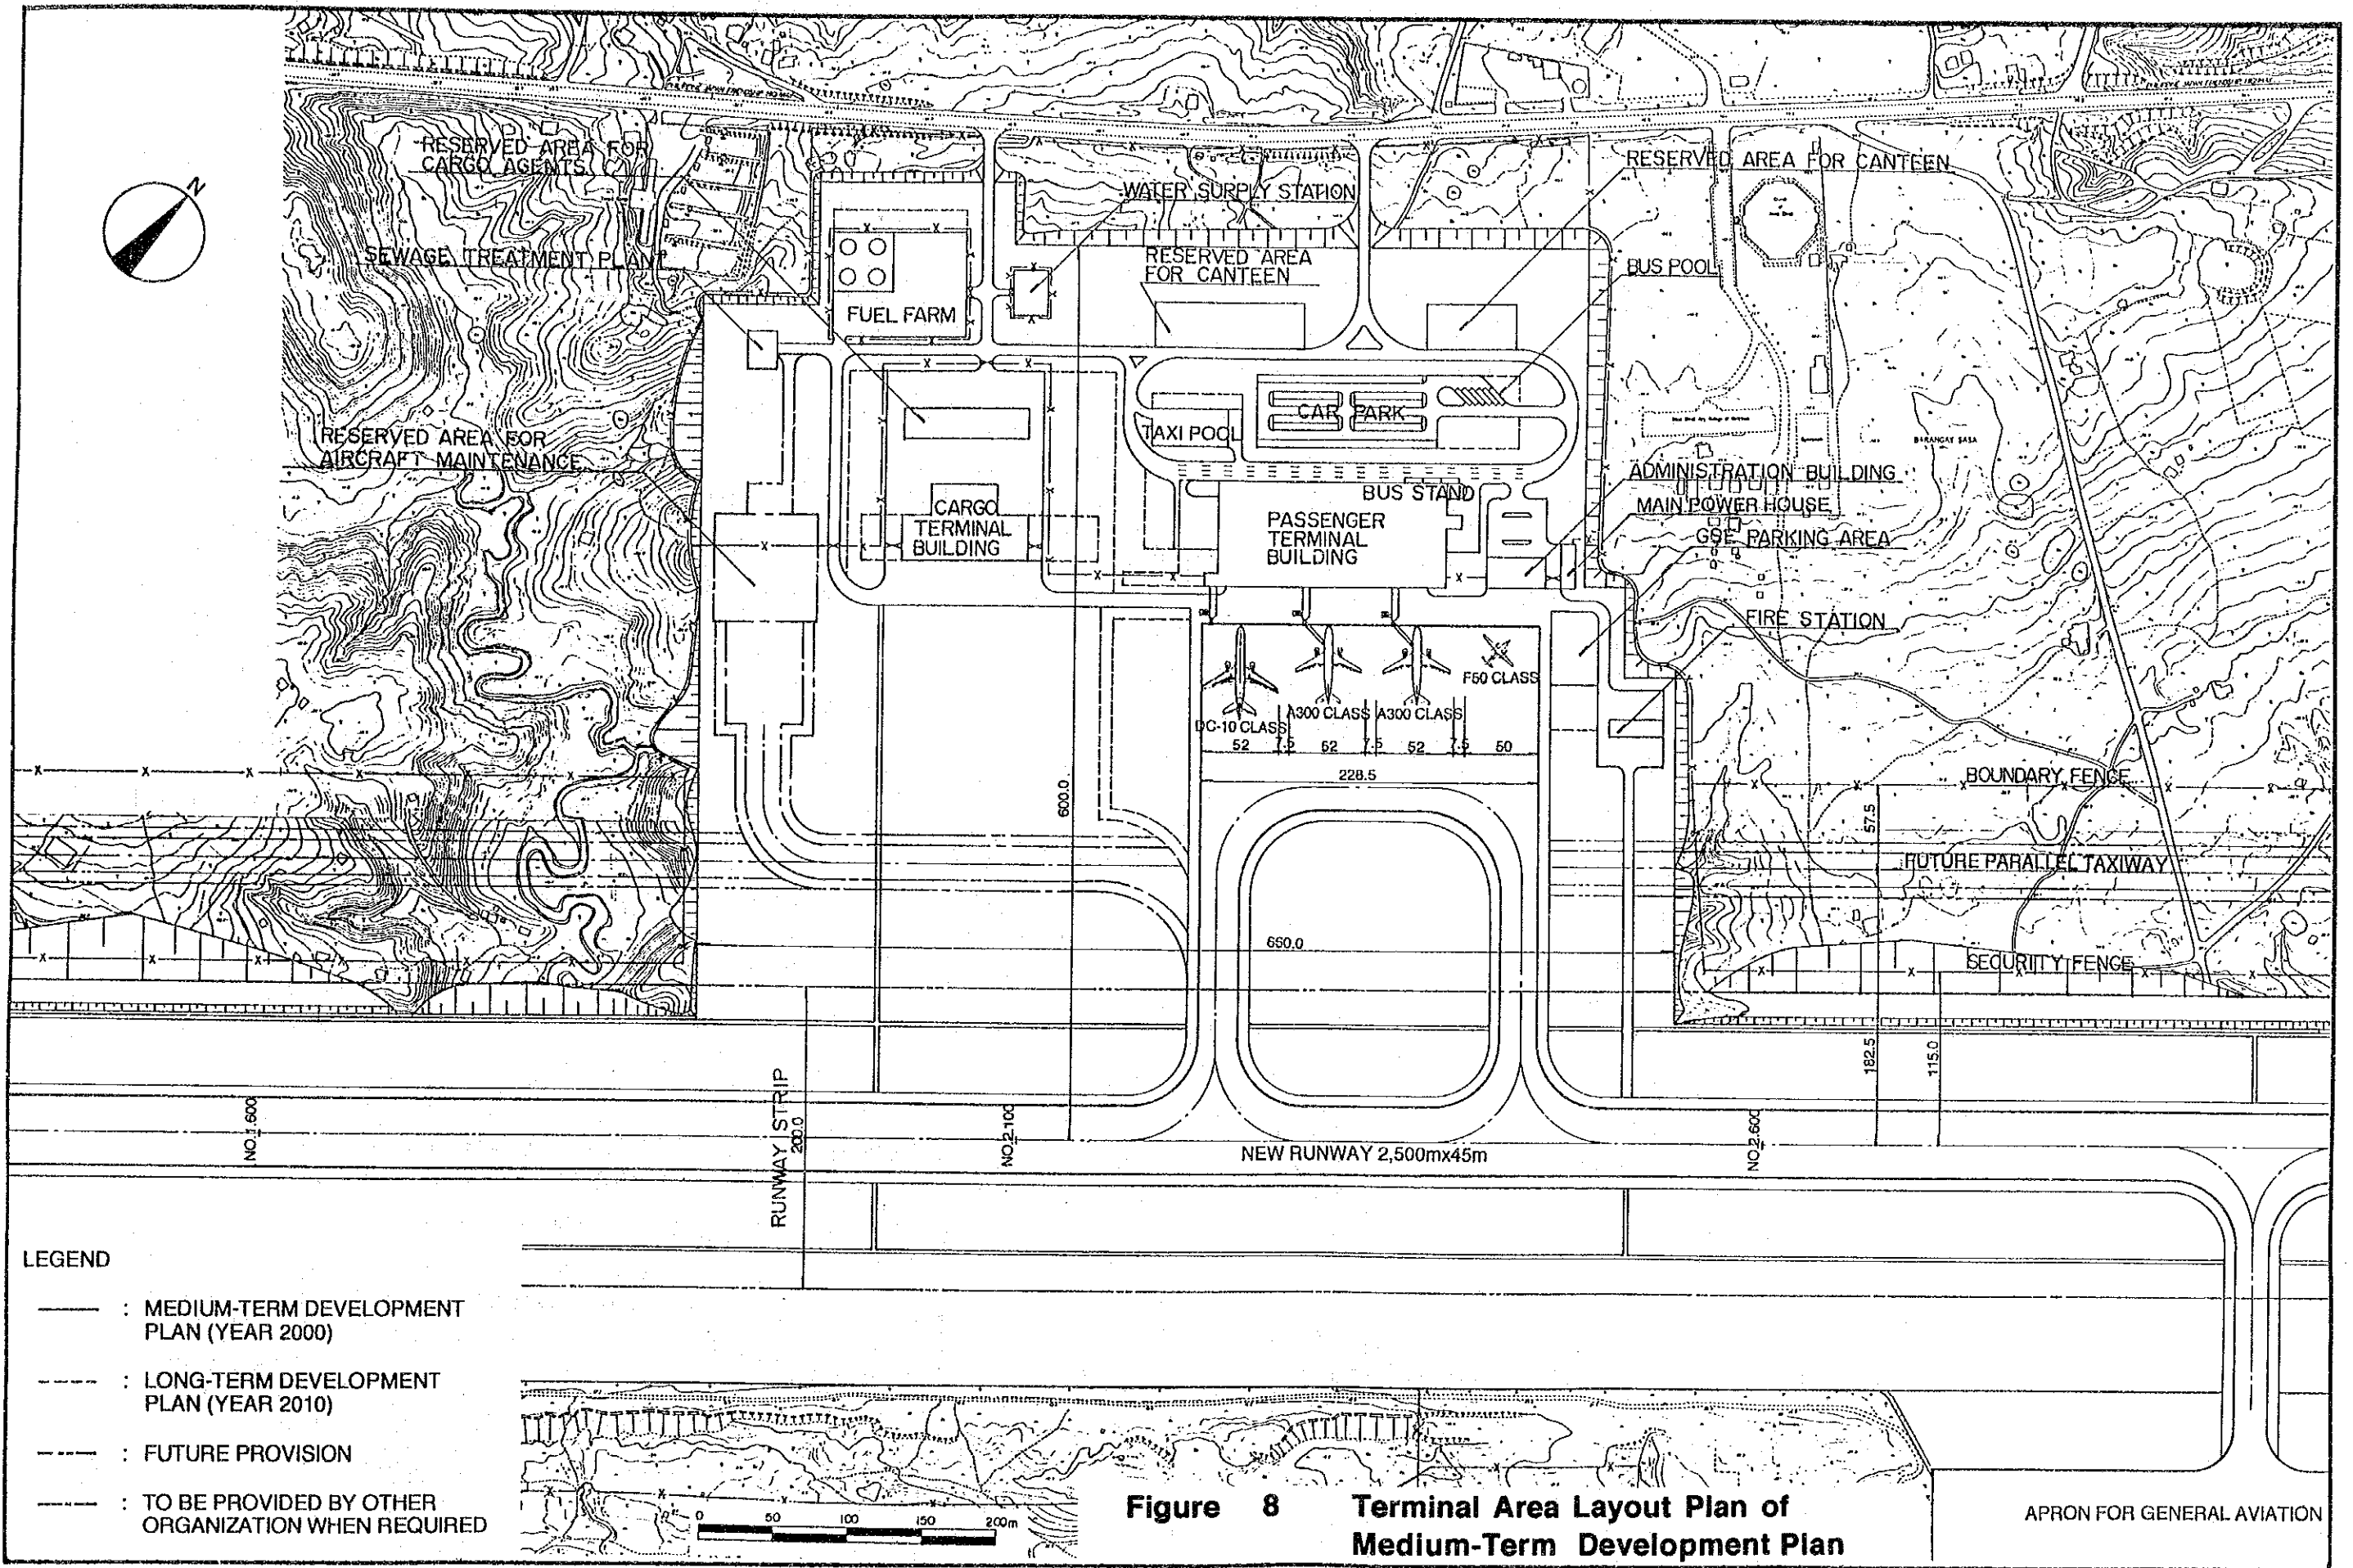 N
RESERVED AREA FOR
CARGO AGENTS
SEWAGE TREATMENT PLANT
RESERVED AREA FOR
AIRCRAFT MAINTENANCE
FUEL FARM
WATER SUPPLY STATION
RESERVED AREA
FOR CANTEEN
RESERVED AREA FOR CANTEEN
BUS POOL
CAR PARK
TAXI POOL
BUS STAND
CARGO
TERMINAL
BUILDING
PASSENGER
TERMINAL
BUILDING
BARANGAY SASA
ADMINISTRATION BUILDING
MAIN POWER HOUSE
GSE PARKING AREA
FIRE STATION
F50 CLASS
DC-10 CLASS
A300 CLASS
A300 CLASS
52
7.5
52
7.5
52
7.5
50
228.5
600.0
BOUNDARY FENCE
57.5
FUTURE PARALLEL TAXIWAY
650.0
SECURIITY FENCE
182.5
115.0
RUNWAY STRIP
200.0
NO.1.600
NO.2.100
NO.2.600
NEW RUNWAY 2,500mx45m
LEGEND
: MEDIUM-TERM DEVELOPMENT
PLAN (YEAR 2000)
: LONG-TERM DEVELOPMENT
PLAN (YEAR 2010)
: FUTURE PROVISION
: TO BE PROVIDED BY OTHER
ORGANIZATION WHEN REQUIRED
0 50 100 150 200m
Figure 8 Terminal Area Layout Plan of
Medium-Term Development Plan
APRON FOR GENERAL AVIATION